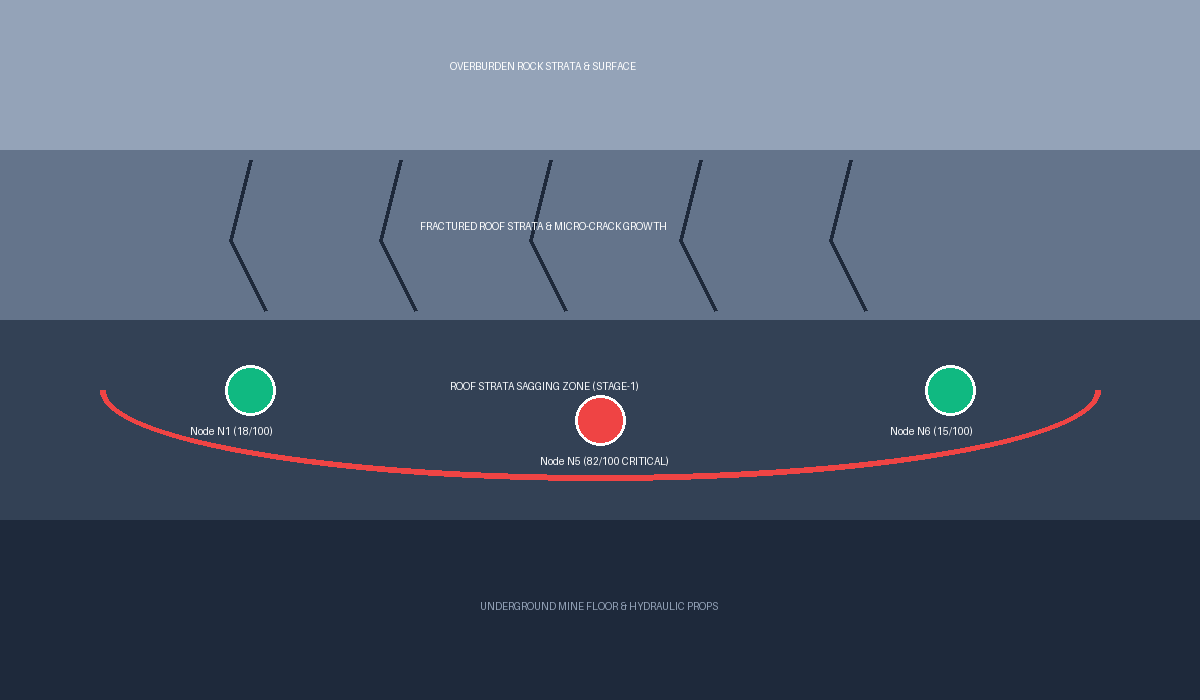 OVERBURDEN ROCK STRATA & SURFACE
FRACTURED ROOF STRATA & MICRO-CRACK GROWTH
ROOF STRATA SAGGING ZONE (STAGE-1)
Node N1 (18/100)
Node N6 (15/100)
Node N5 (82/100 CRITICAL)
UNDERGROUND MINE FLOOR & HYDRAULIC PROPS